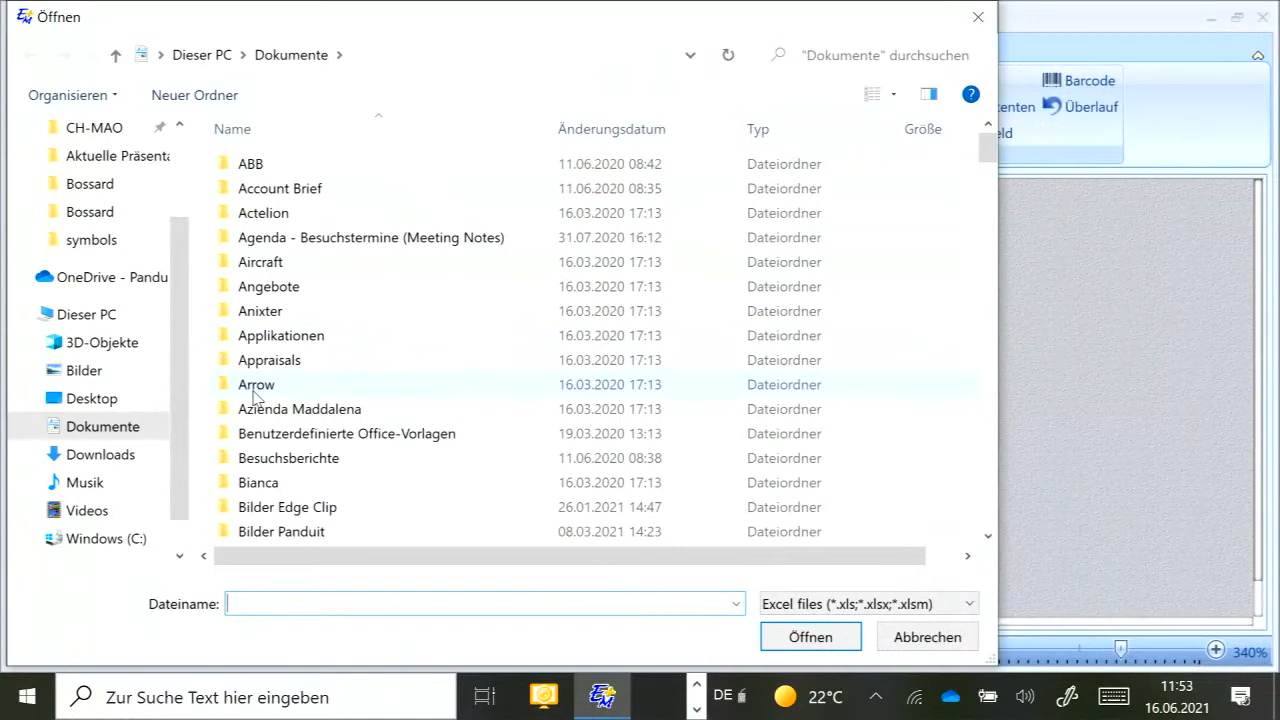 Öffnen
Dieser PC
Dokumente
"Dokumente" durchsuchen
Organisieren
Neuer Ordner
Barcode
enten
Überlauf
eld
CH-MAO
Aktuelle Präsenta
Bossard
Bossard
symbols
OneDrive - Pandu
Dieser PC
3D-Objekte
Bilder
Desktop
Dokumente
Downloads
Musik
Videos
Windows (C:)
Name Änderungsdatum Typ Größe
ABB 11.06.2020 08:42 Dateiordner
Account Brief 11.06.2020 08:35 Dateiordner
Actelion 16.03.2020 17:13 Dateiordner
Agenda - Besuchstermine (Meeting Notes) 31.07.2020 16:12 Dateiordner
Aircraft 16.03.2020 17:13 Dateiordner
Angebote 16.03.2020 17:13 Dateiordner
Anixter 16.03.2020 17:13 Dateiordner
Applikationen 16.03.2020 17:13 Dateiordner
Appraisals 16.03.2020 17:13 Dateiordner
Arrow 16.03.2020 17:13 Dateiordner
Azienda Maddalena 16.03.2020 17:13 Dateiordner
Benutzerdefinierte Office-Vorlagen 19.03.2020 13:13 Dateiordner
Besuchsberichte 11.06.2020 08:38 Dateiordner
Bianca 16.03.2020 17:13 Dateiordner
Bilder Edge Clip 26.01.2021 14:47 Dateiordner
Bilder Panduit 08.03.2021 14:23 Dateiordner
Dateiname:
Excel files (*.xls;*.xlsx;*.xlsm)
Öffnen
Abbrechen
340%
Zur Suche Text hier eingeben
DE
22°C
11:53
16.06.2021